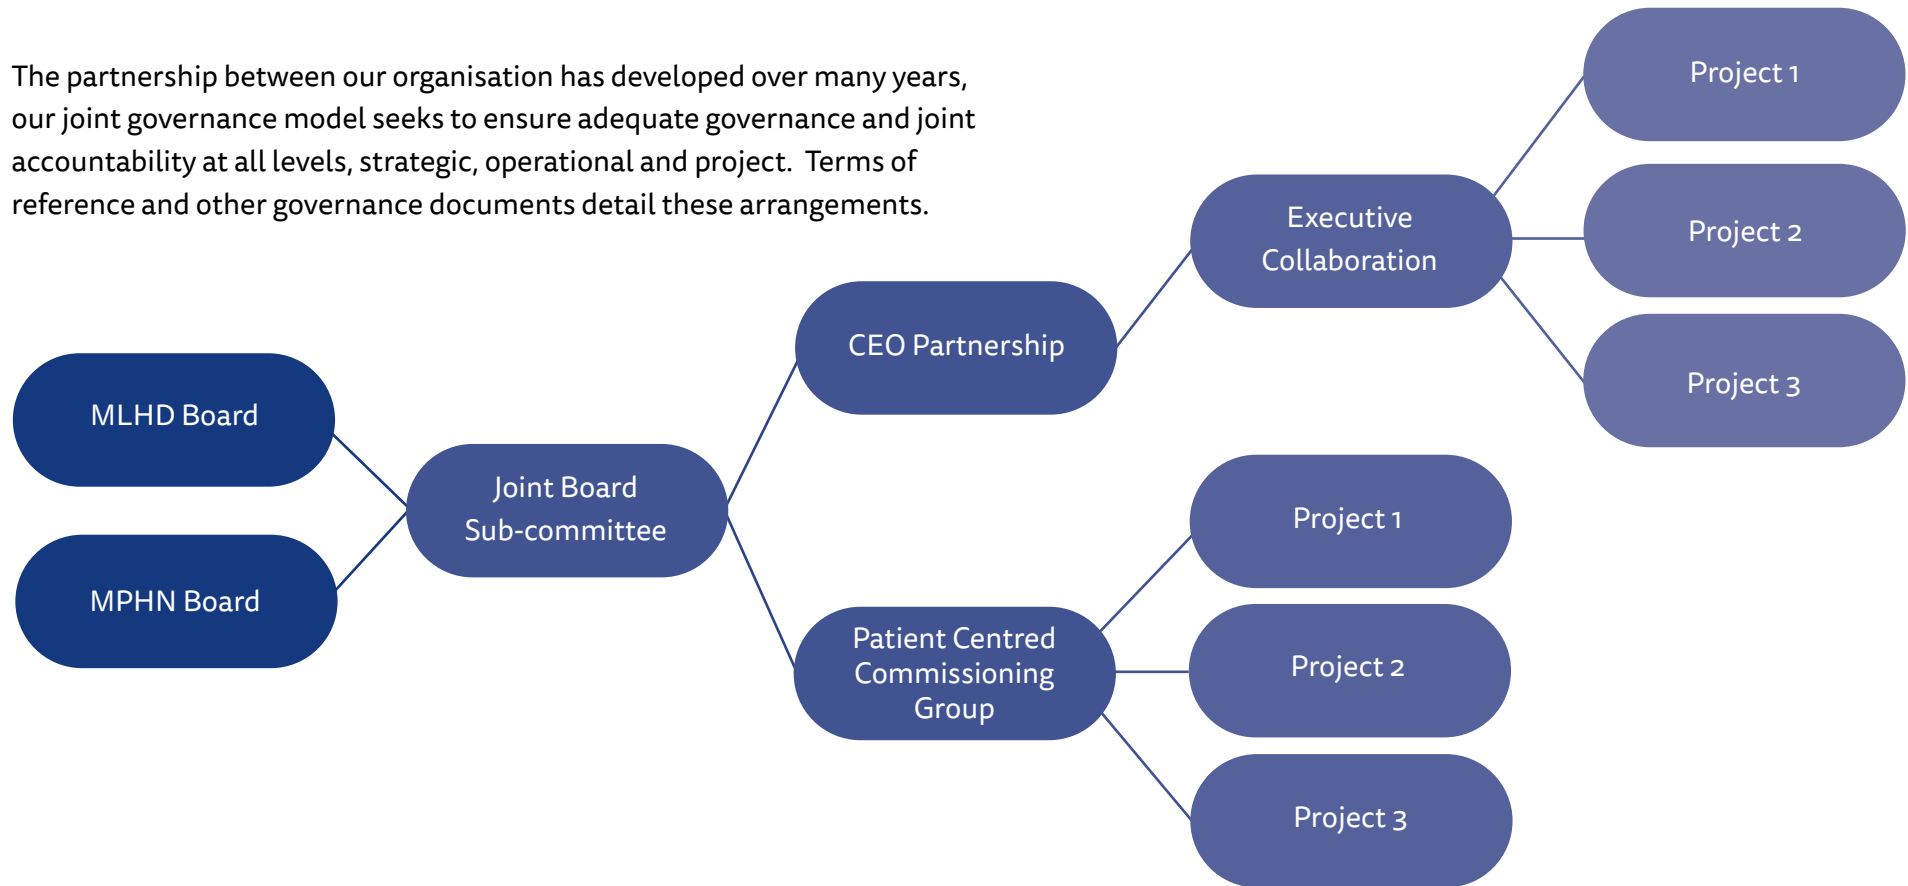 The partnership between our organisation has developed over many years,
our joint governance model seeks to ensure adequate governance and joint
accountability at all levels, strategic, operational and project.  Terms of
reference and other governance documents detail these arrangements.
MLHD Board
MPHN Board
Joint Board
Sub-committee
CEO Partnership
Patient Centred
Commissioning
Group
Executive
Collaboration
Project 1
Project 2
Project 3
Project 1
Project 2
Project 3